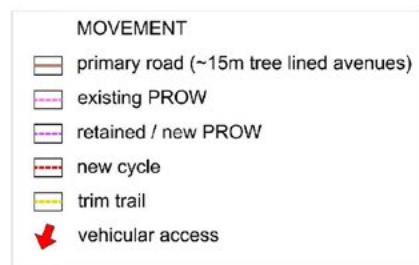 MOVEMENT
primary road (~15m tree lined avenues)
existing PROW
retained / new PROW
new cycle
trim trail
vehicular access